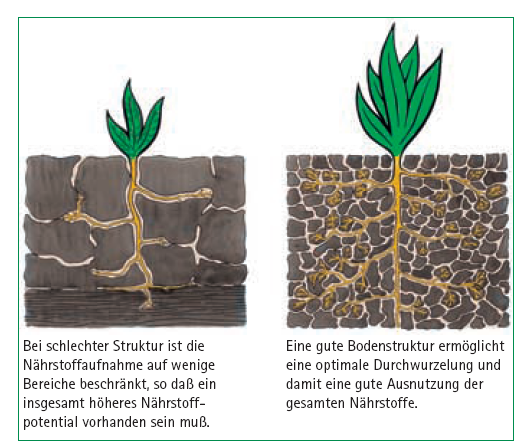 Bei schlechter Struktur ist die
Nährstoffaufnahme auf wenige
Bereiche beschränkt, so daß ein
insgesamt höheres Nährstoff-
potential vorhanden sein muß.
Eine gute Bodenstruktur ermöglicht
eine optimale Durchwurzelung und
damit eine gute Ausnutzung der
gesamten Nährstoffe.